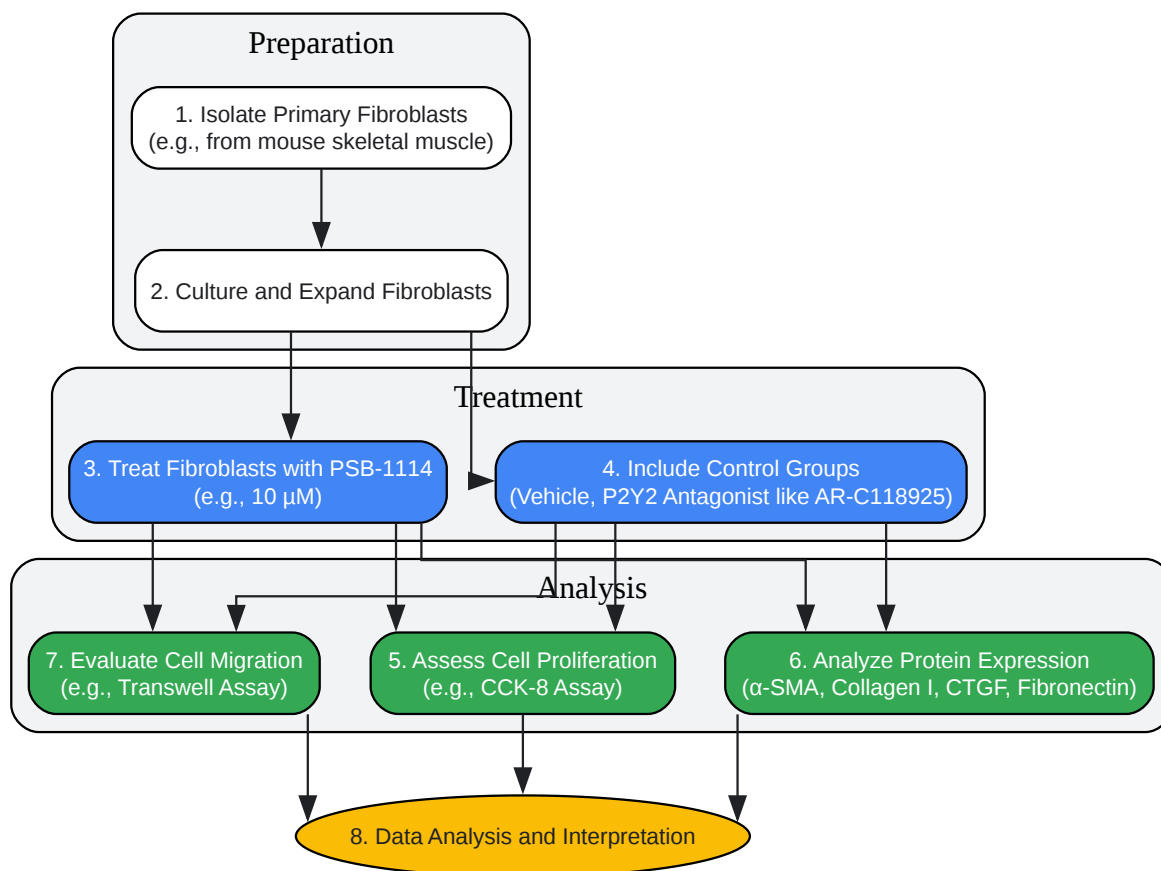 Preparation
1. Isolate Primary Fibroblasts
(e.g., from mouse skeletal muscle)
2. Culture and Expand Fibroblasts
Treatment
3. Treat Fibroblasts with PSB-1114
(e.g., 10 µM)
4. Include Control Groups
(Vehicle, P2Y2 Antagonist like AR-C118925)
Analysis
7. Evaluate Cell Migration
(e.g., Transwell Assay)
5. Assess Cell Proliferation
(e.g., CCK-8 Assay)
6. Analyze Protein Expression
(α-SMA, Collagen I, CTGF, Fibronectin)
8. Data Analysis and Interpretation